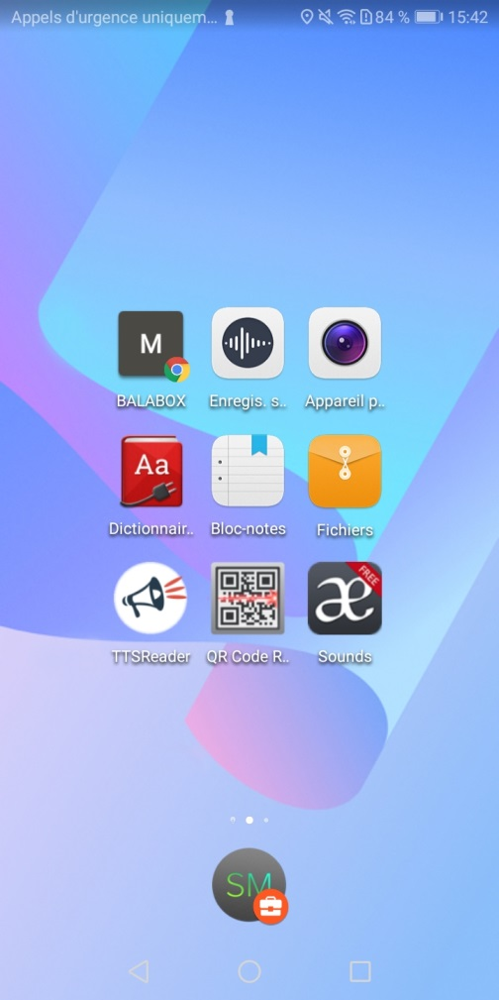 Appels d'urgence uniquem... 84 % 15:42
M
BALABOX Enregis. s.. Appareil p..
Aa
Dictionnair.. Bloc-notes Fichiers
FREE
æ
TTSReader QR Code R.. Sounds
SM